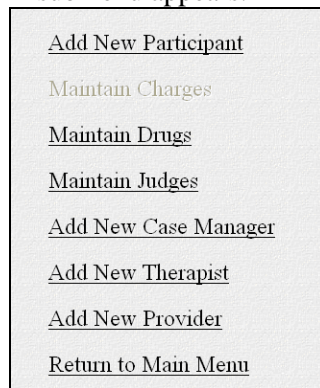 Add New Participant
Maintain Charges
Maintain Drugs
Maintain Judges
Add New Case Manager
Add New Therapist
Add New Provider
Return to Main Menu